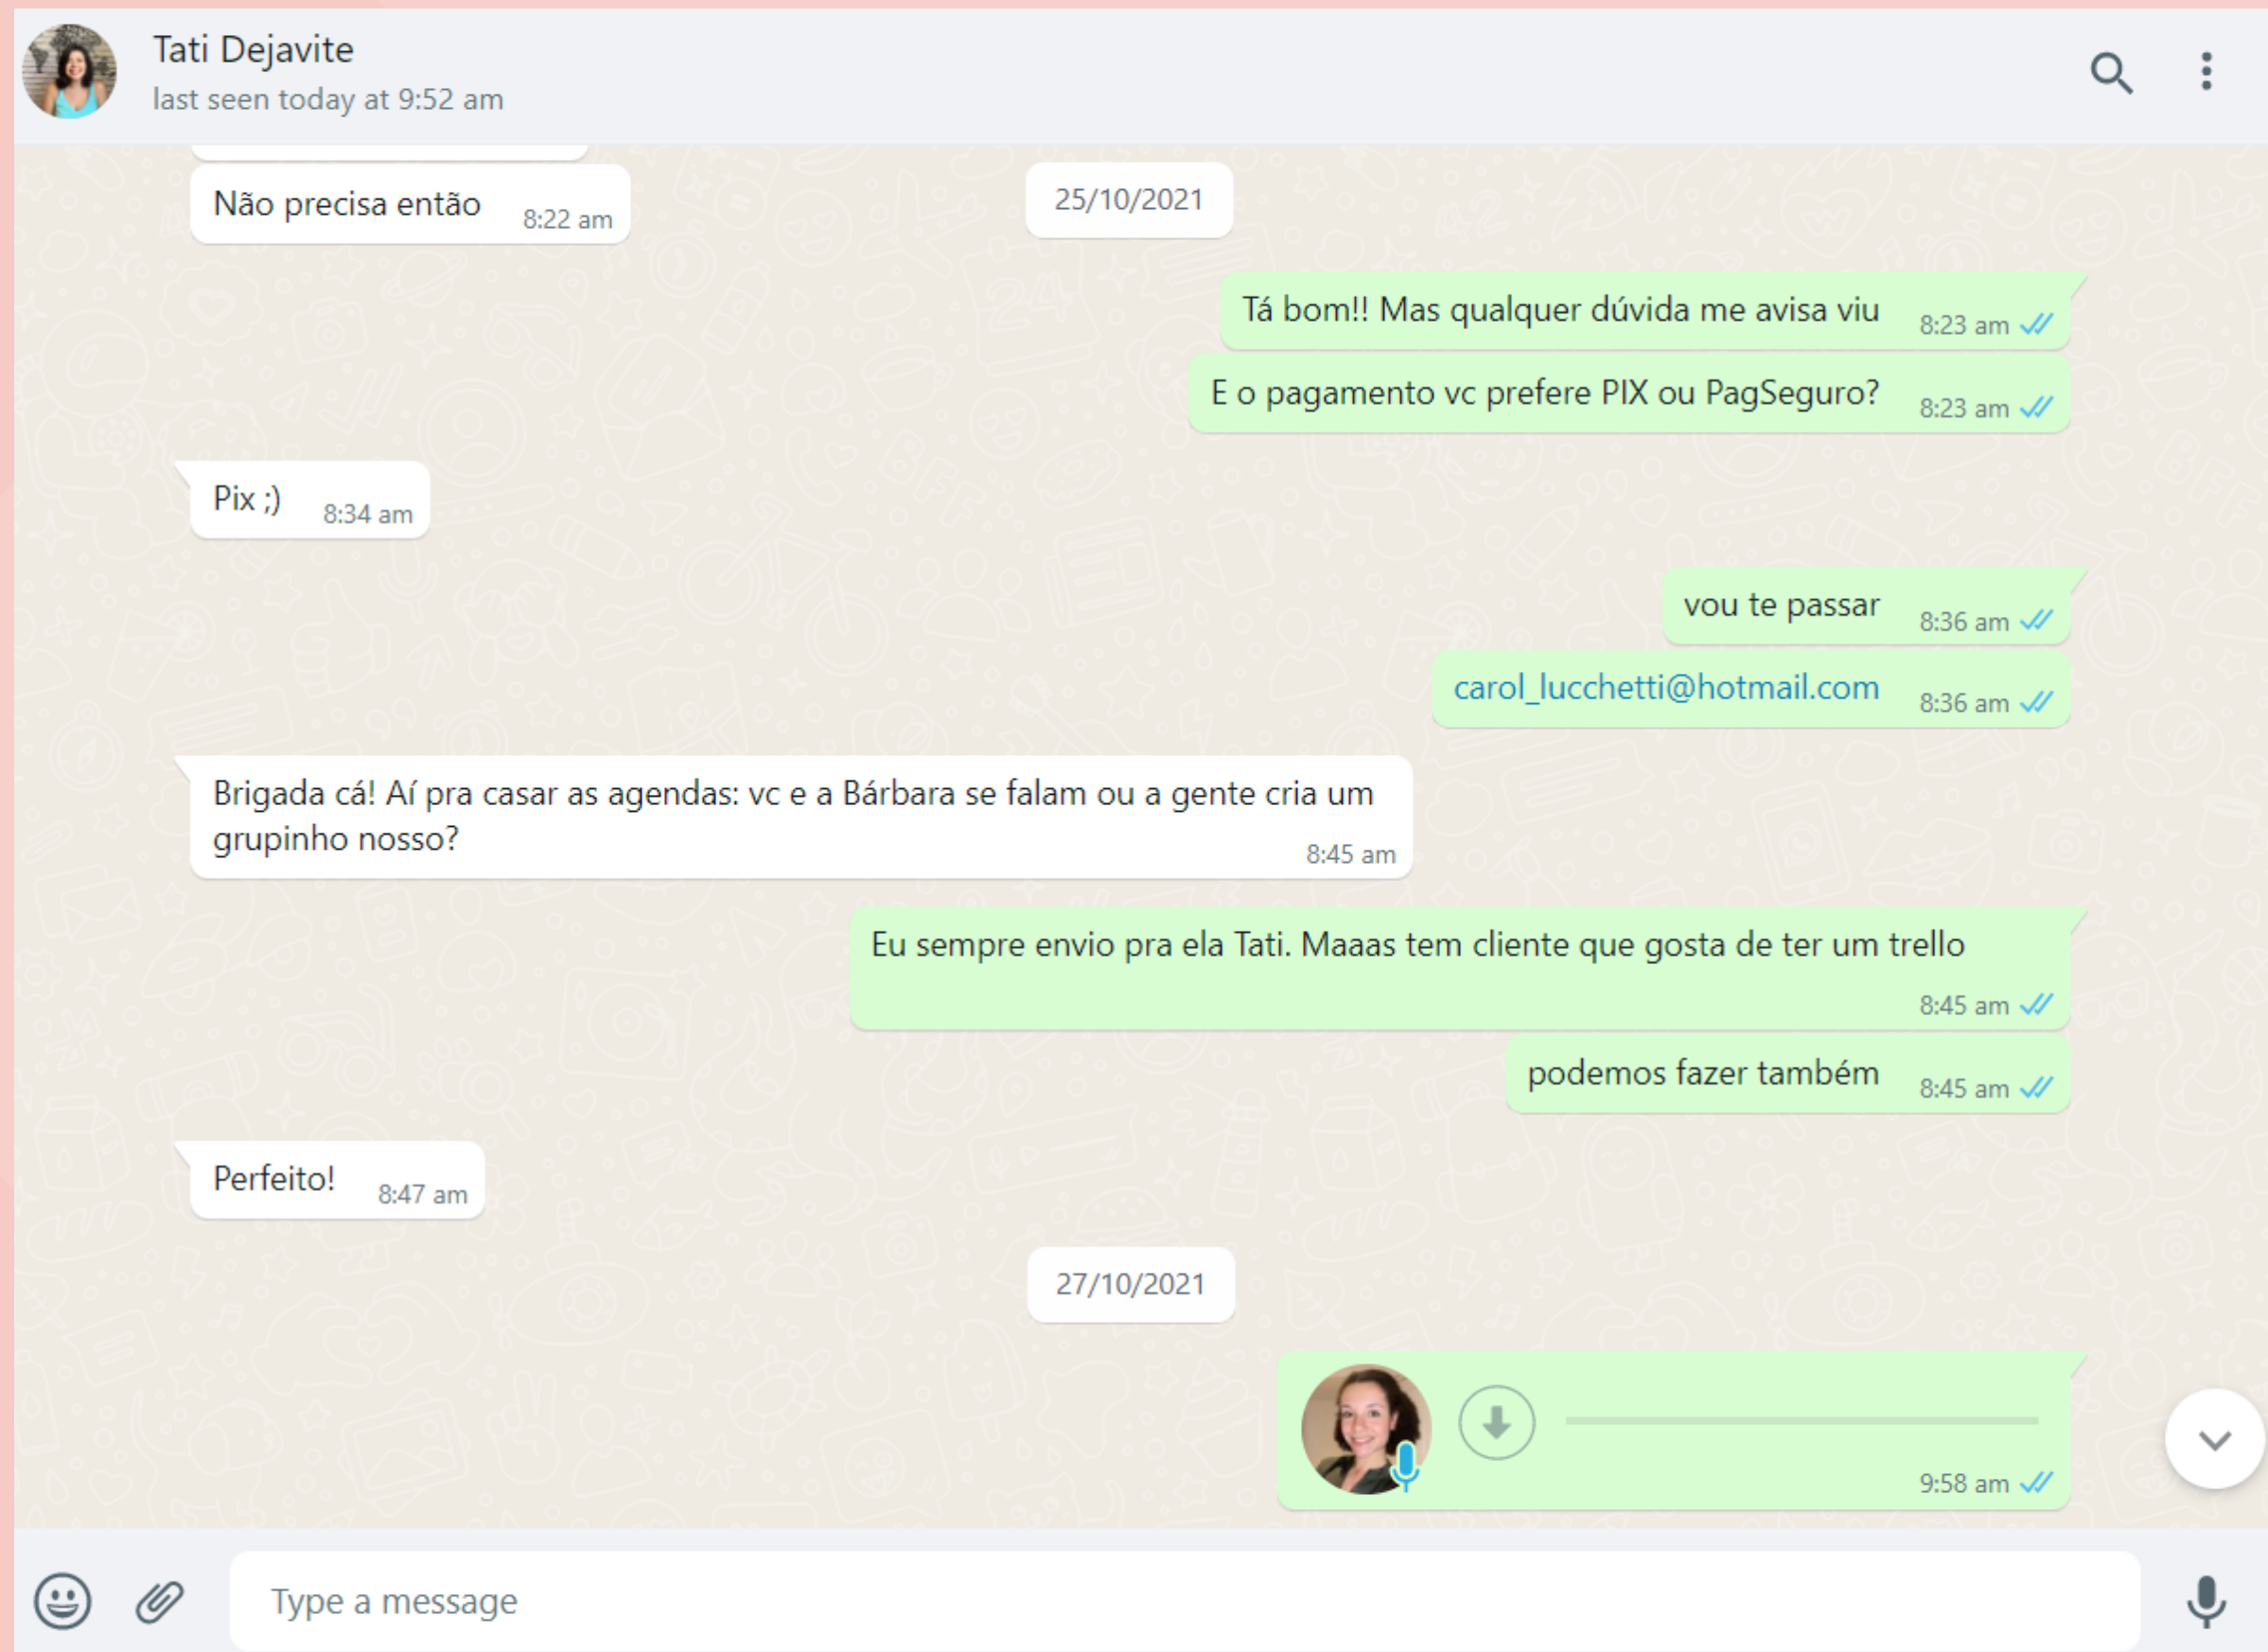 Tati Dejavite
last seen today at 9:52 am
Não precisa então 8:22 am
25/10/2021
Tá bom!! Mas qualquer dúvida me avisa viu 8:23 am
E o pagamento vc prefere PIX ou PagSeguro? 8:23 am
Pix ;) 8:34 am
vou te passar 8:36 am
carol_lucchetti@hotmail.com 8:36 am
Brigada cá! Aí pra casar as agendas: vc e a Bárbara se falam ou a gente cria um
grupinho nosso? 8:45 am
Eu sempre envio pra ela Tati. Maaas tem cliente que gosta de ter um trello
8:45 am
podemos fazer também 8:45 am
Perfeito! 8:47 am
27/10/2021
9:58 am
Type a message